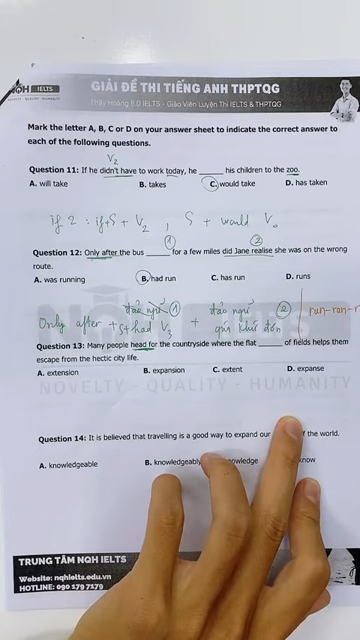 NQH IELTS
NOVELTY - QUALITY - HUMANITY
GIẢI ĐỀ THI TIẾNG ANH THPTQG
Thầy Hoàng 8.0 IELTS - Giáo Viên Luyện Thi IELTS & THPTQG
Mark the letter A, B, C or D on your answer sheet to indicate the correct answer to
each of the following questions.
V2
Question 11: If he didn't have to work today, he ______ his children to the zoo.
A. will take B. takes C. would take D. has taken
if 2 : if + S + V2 , S + would V0
① ②
Question 12: Only after the bus ______ for a few miles did Jane realise she was on the wrong
route.
A. was running B. had run C. has run D. runs
đảo ngữ ① đảo ngữ ② run-ran-r
Only after + S + had V3 + quá khứ đơn
Question 13: Many people head for the countryside where the flat ______ of fields helps them
escape from the hectic city life.
A. extension B. expansion C. extent D. expanse
NOVELTY - QUALITY - HUMANITY
Question 14: It is believed that travelling is a good way to expand our of the world.
A. knowledgeable B. knowledgeably
TRUNG TÂM NQH IELTS
Website: nqhielts.edu.vn
HOTLINE: 090 179 7179